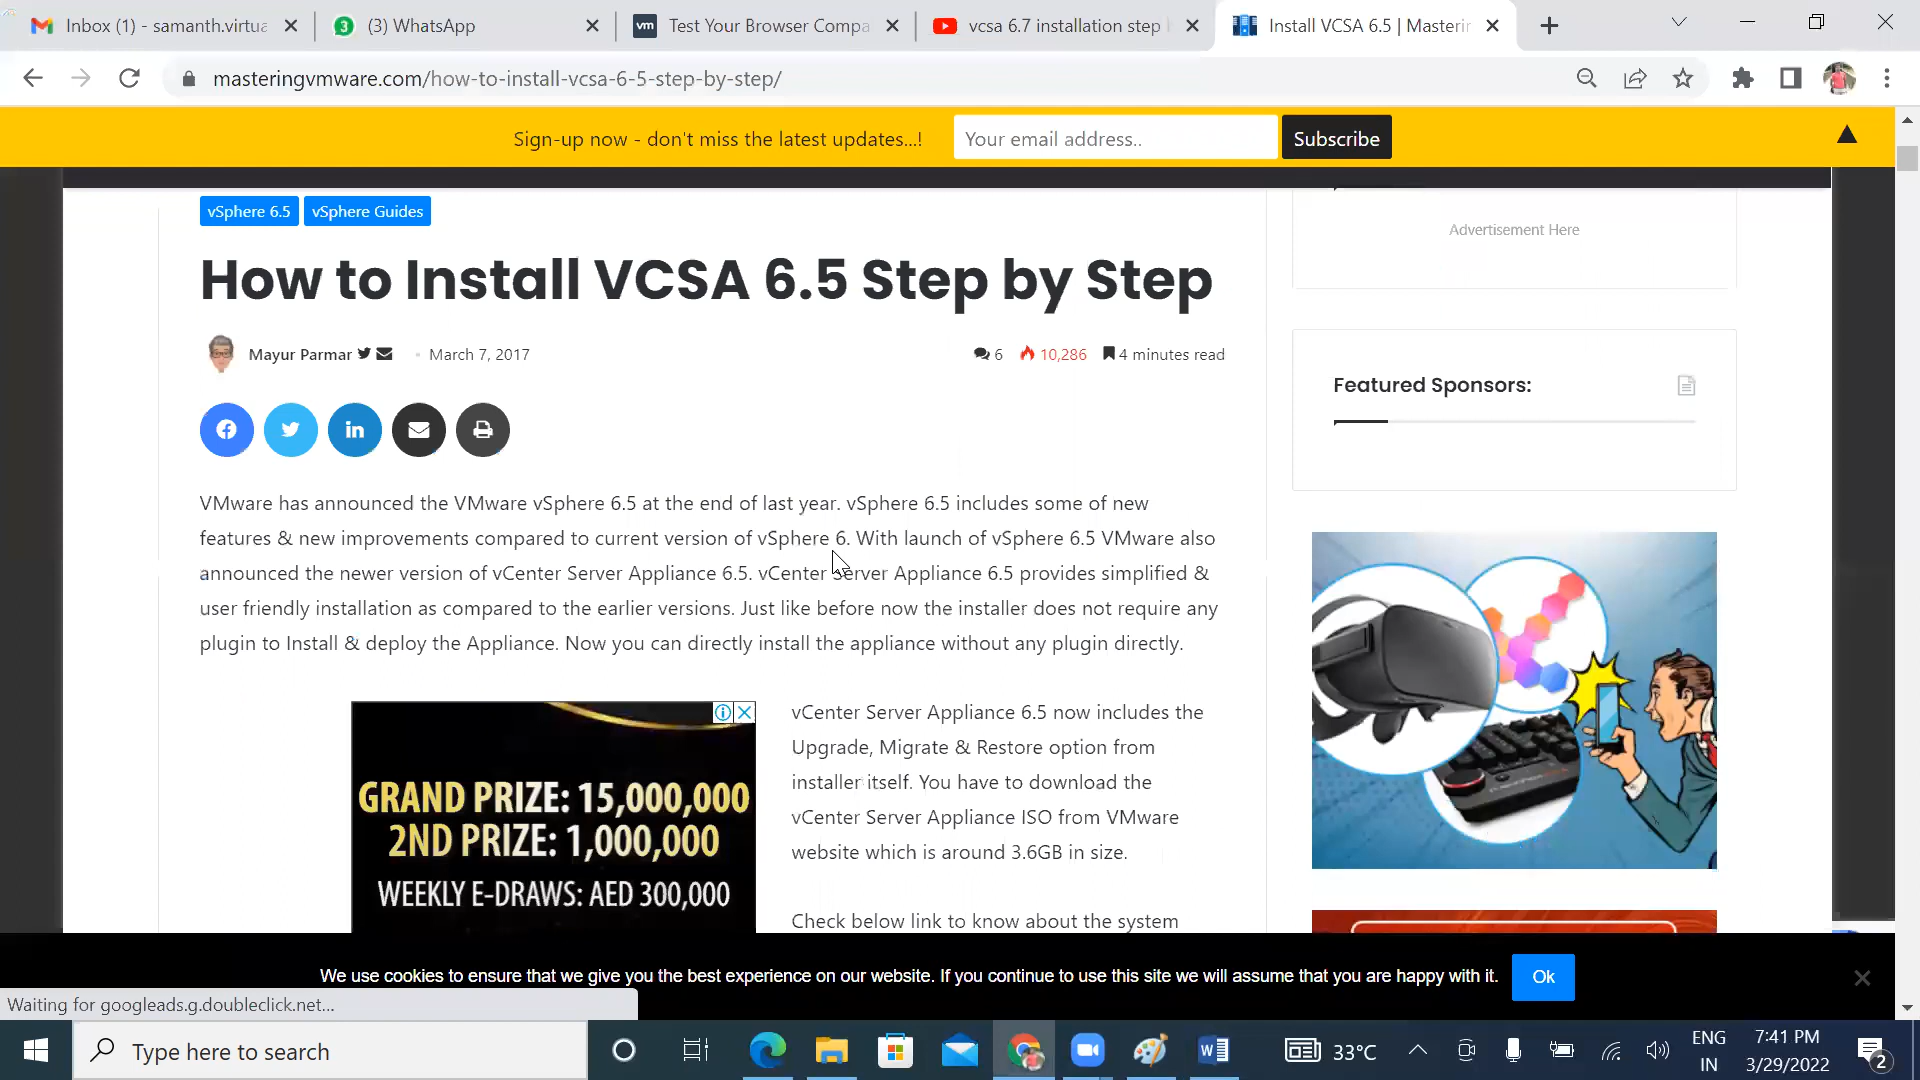 Inbox (1) - samanth.virtua
(3) WhatsApp
vm
Test Your Browser Compa
vcsa 6.7 installation step
Install VCSA 6.5 | Masterin
masteringvmware.com/how-to-install-vcsa-6-5-step-by-step/
Sign-up now - don't miss the latest updates...!
Your email address..
Subscribe
vSphere 6.5
vSphere Guides
Advertisement Here
How to Install VCSA 6.5 Step by Step
Mayur Parmar
March 7, 2017
6
10,286
4 minutes read
Featured Sponsors:
VMware has announced the VMware vSphere 6.5 at the end of last year. vSphere 6.5 includes some of new
features & new improvements compared to current version of vSphere 6. With launch of vSphere 6.5 VMware also
announced the newer version of vCenter Server Appliance 6.5. vCenter Server Appliance 6.5 provides simplified &
user friendly installation as compared to the earlier versions. Just like before now the installer does not require any
plugin to Install & deploy the Appliance. Now you can directly install the appliance without any plugin directly.
GRAND PRIZE: 15,000,000
2ND PRIZE: 1,000,000
WEEKLY E-DRAWS: AED 300,000
vCenter Server Appliance 6.5 now includes the
Upgrade, Migrate & Restore option from
installer itself. You have to download the
vCenter Server Appliance ISO from VMware
website which is around 3.6GB in size.
Check below link to know about the system
We use cookies to ensure that we give you the best experience on our website. If you continue to use this site we will assume that you are happy with it.
Ok
Waiting for googleads.g.doubleclick.net...
Type here to search
33°C
ENG
IN
7:41 PM
3/29/2022
2